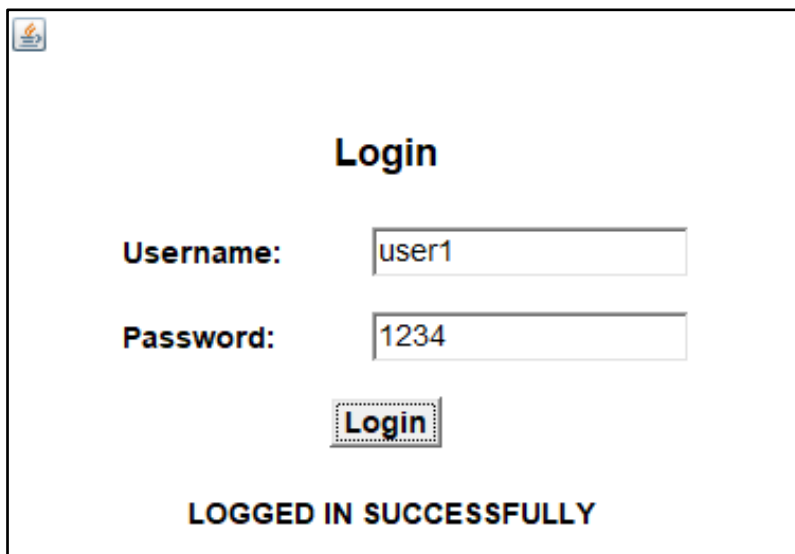 Login
Username: user1
Password: 1234
Login
LOGGED IN SUCCESSFULLY